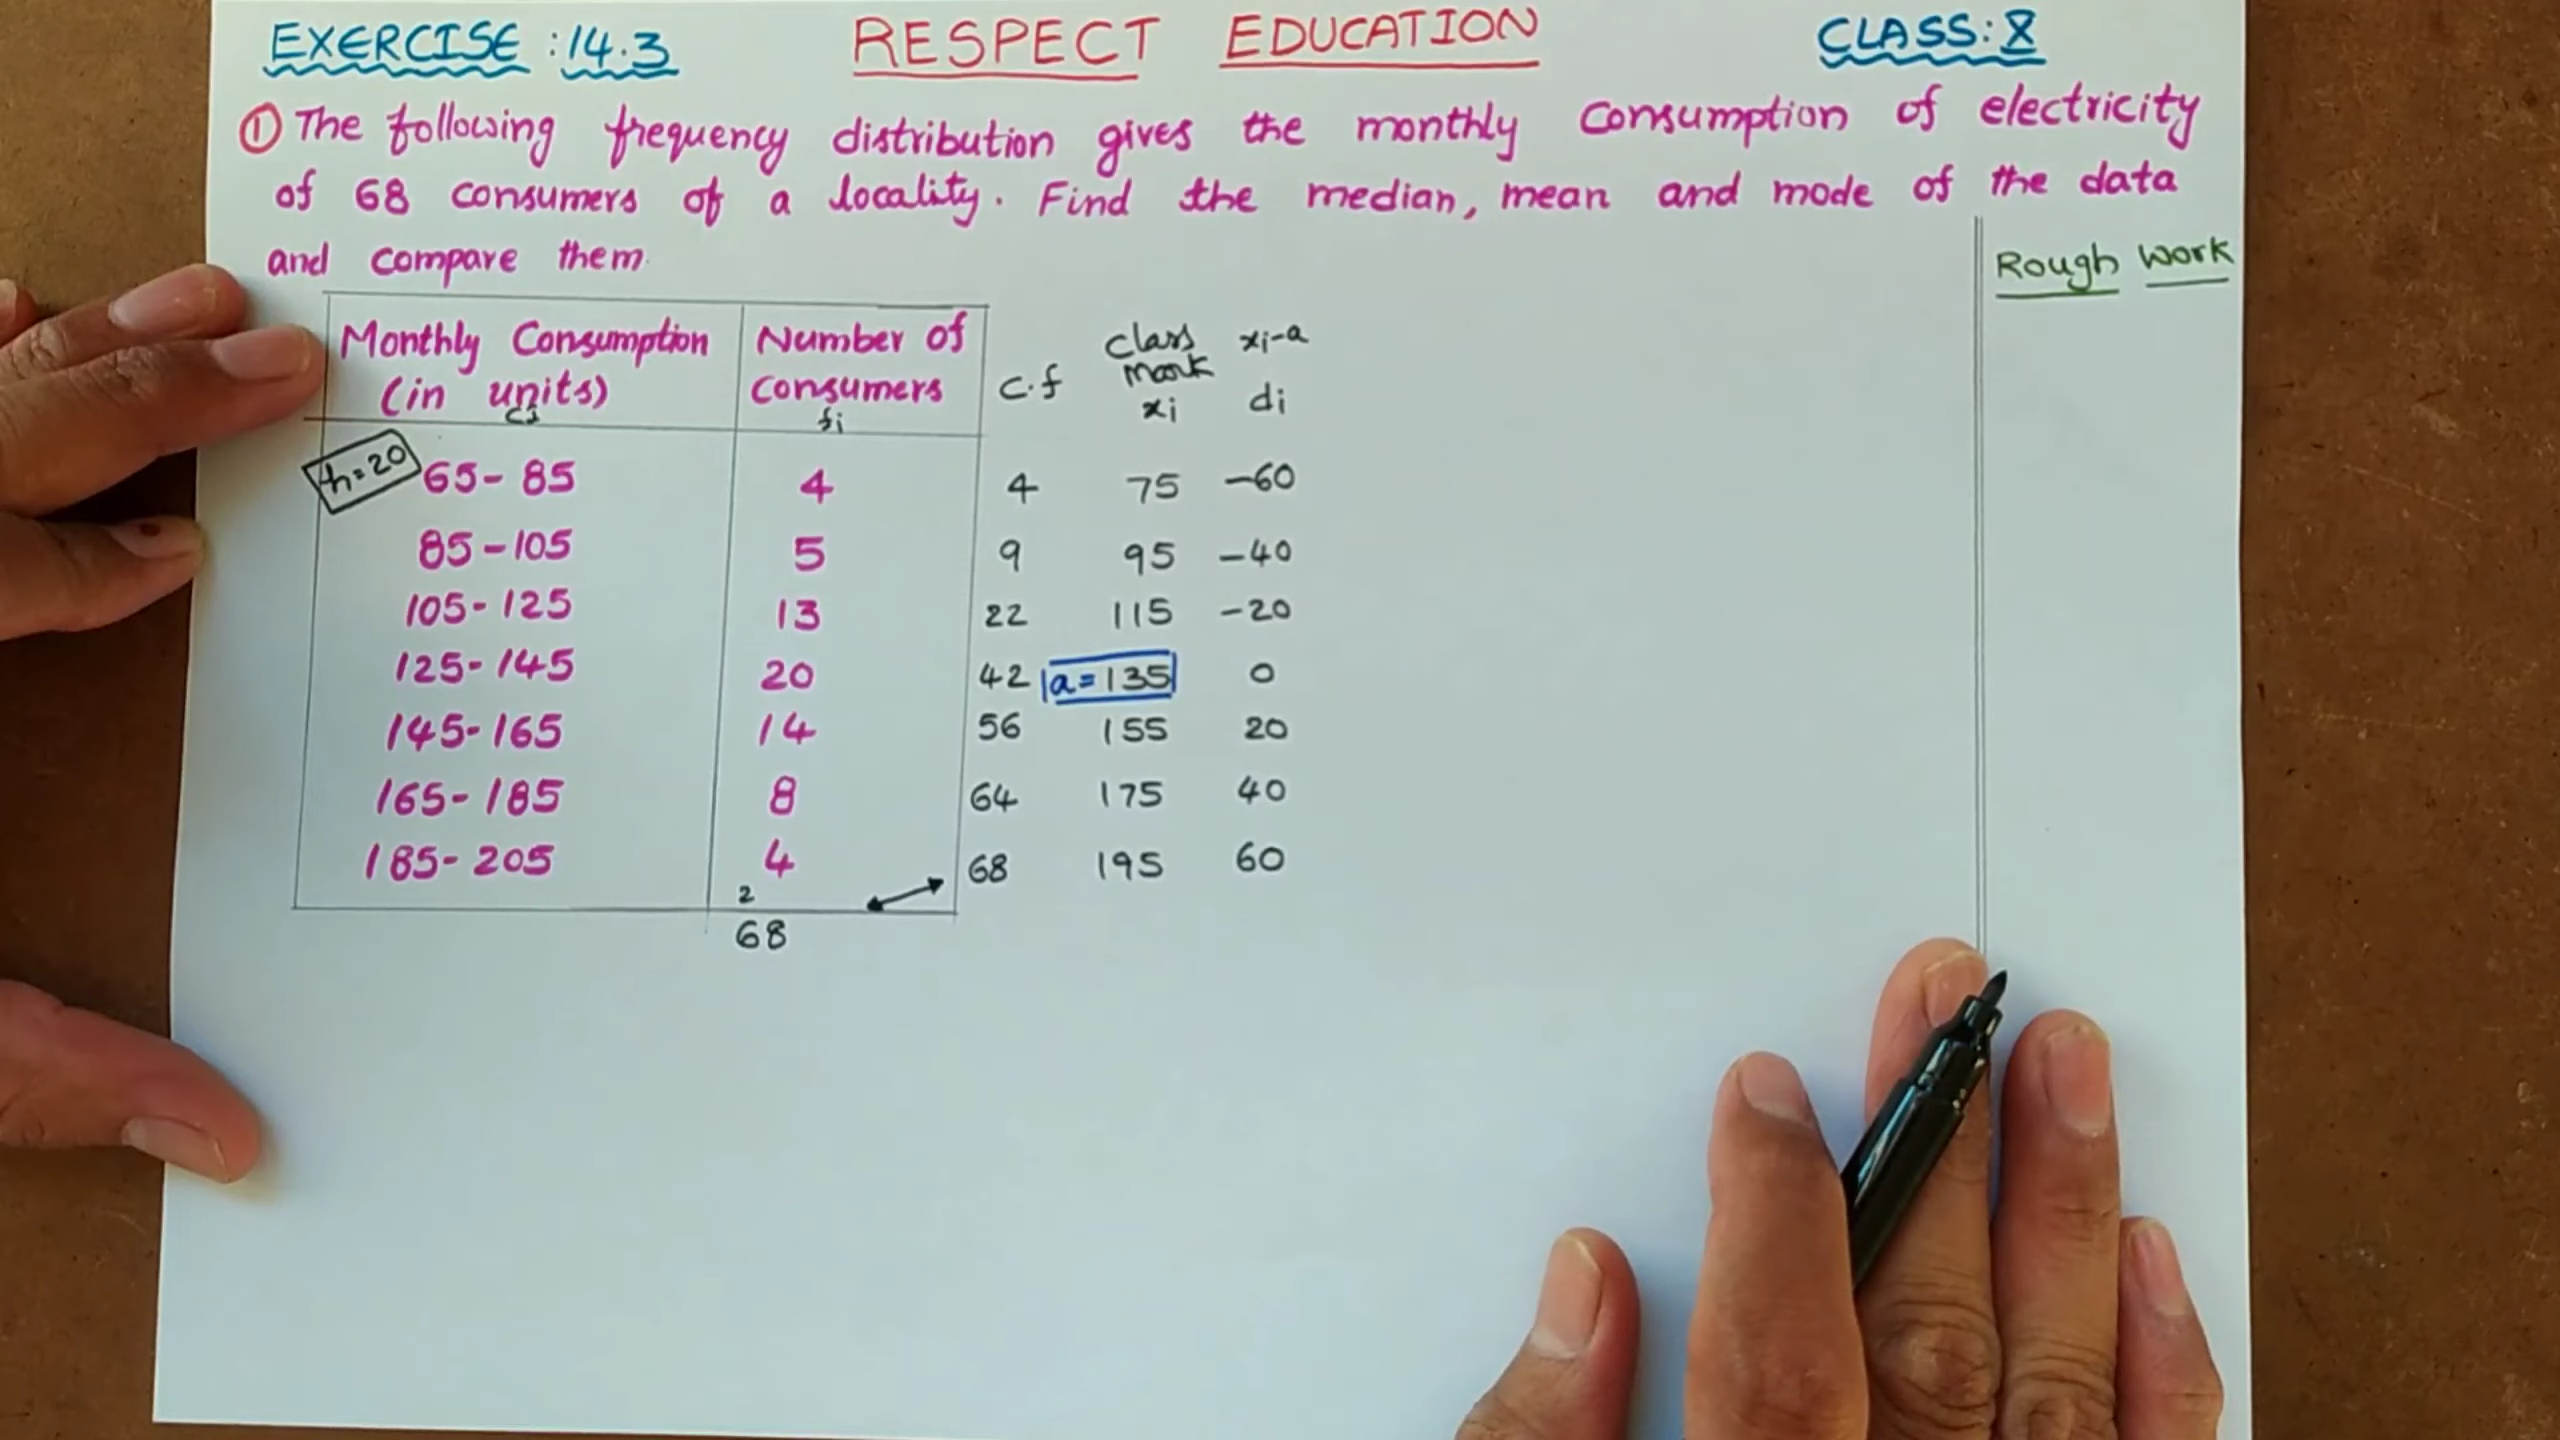 EXERCISE : 14.3 RESPECT EDUCATION CLASS: X
① The following frequency distribution gives the monthly consumption of electricity
of 68 consumers of a locality. Find the median, mean and mode of the data
and compare them.
Rough Work
Monthly Consumption Number of class xi-a
(in units) consumers c.f mark
xi di
fi
h=20 65-85 4 4 75 -60
85-105 5 9 95 -40
105-125 13 22 115 -20
125-145 20 42 a=135 0
145-165 14 56 155 20
165-185 8 64 175 40
185-205 4 68 195 60
2
68